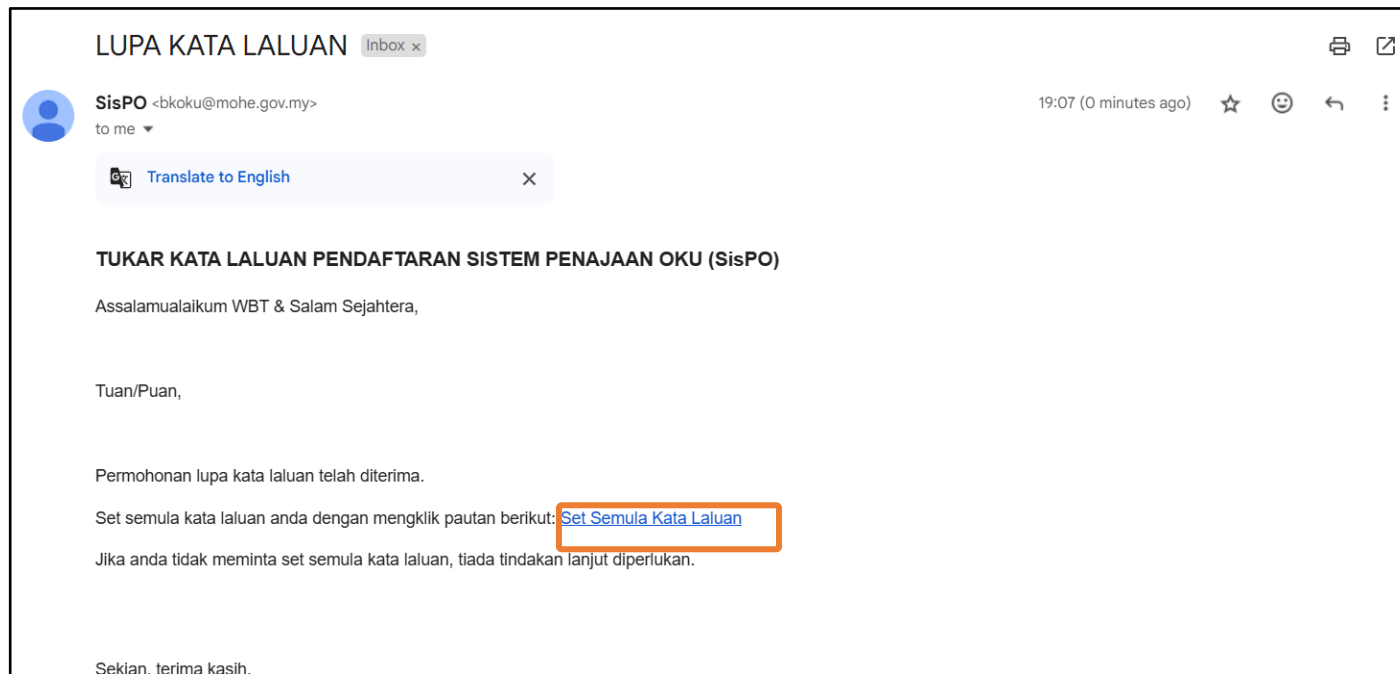 LUPA KATA LALUAN Inbox ×
SisPO <bkoku@mohe.gov.my> 19:07 (0 minutes ago)
to me
Translate to English
TUKAR KATA LALUAN PENDAFTARAN SISTEM PENAJAAN OKU (SisPO)
Assalamualaikum WBT & Salam Sejahtera,
Tuan/Puan,
Permohonan lupa kata laluan telah diterima.
Set semula kata laluan anda dengan mengklik pautan berikut: Set Semula Kata Laluan
Jika anda tidak meminta set semula kata laluan, tiada tindakan lanjut diperlukan.
Sekian, terima kasih.